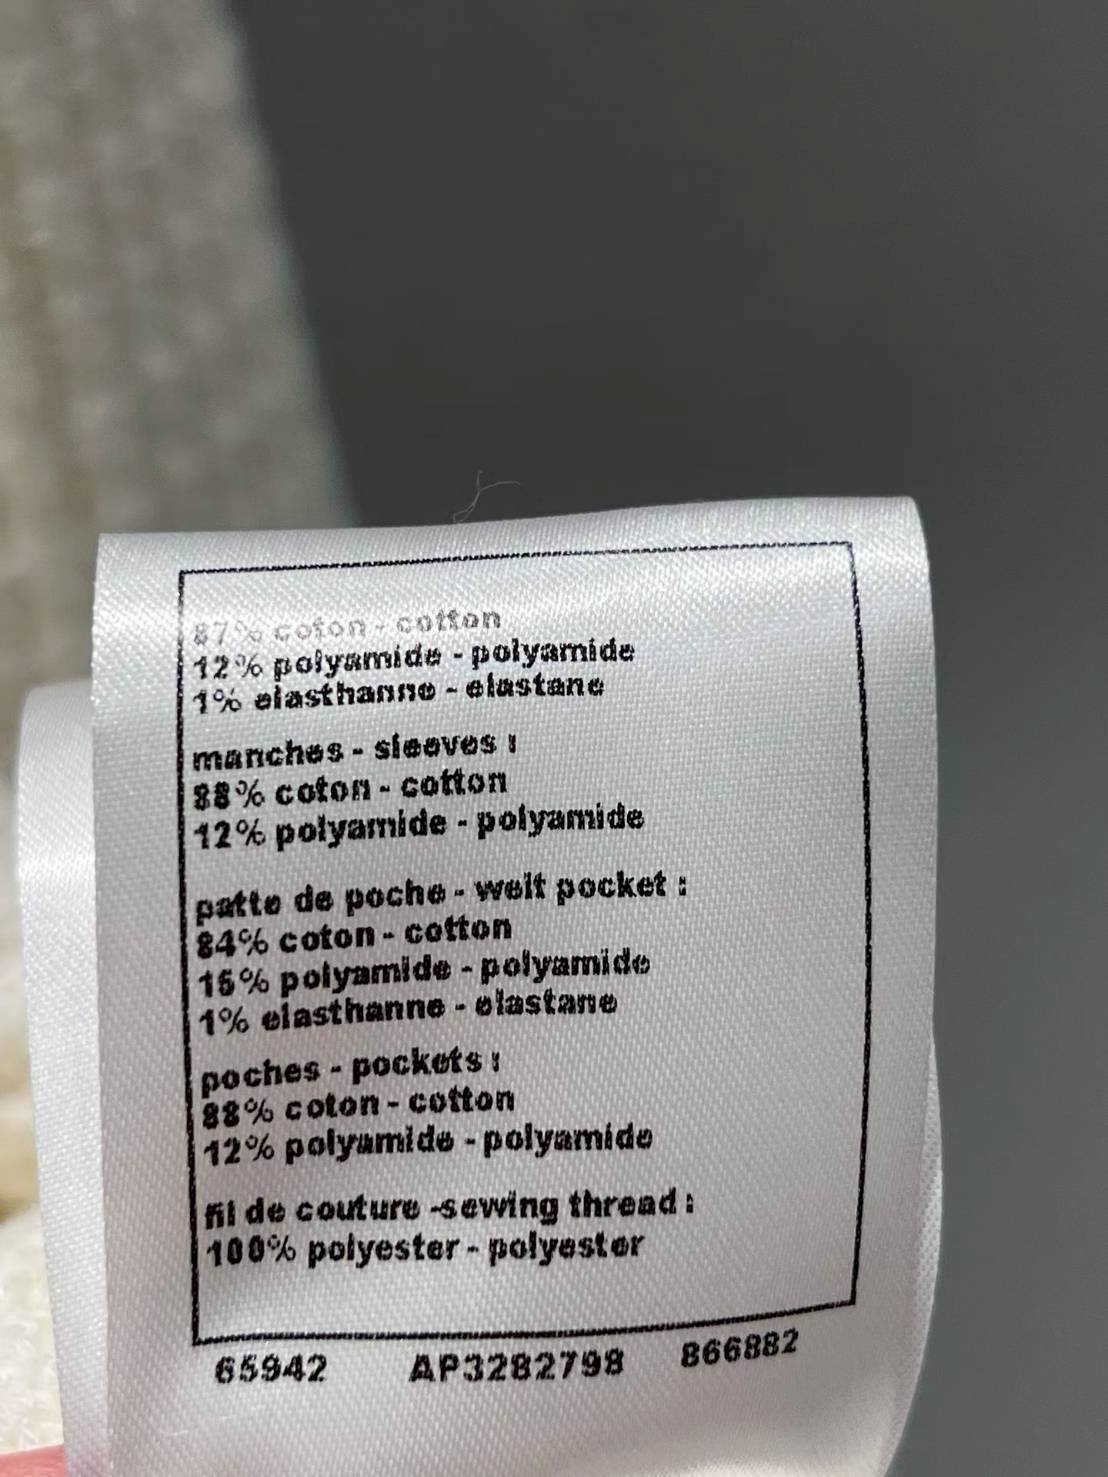 87% coton - cotton
12% polyamide - polyamide
1% elasthanne - elastane
manches - sleeves :
88% coton - cotton
12% polyamide - polyamide
patte de poche - welt pocket :
84% coton - cotton
15% polyamide - polyamide
1% elasthanne - elastane
poches - pockets :
88% coton - cotton
12% polyamide - polyamide
fil de couture -sewing thread :
100% polyester - polyester
65942 AP3282798 866882